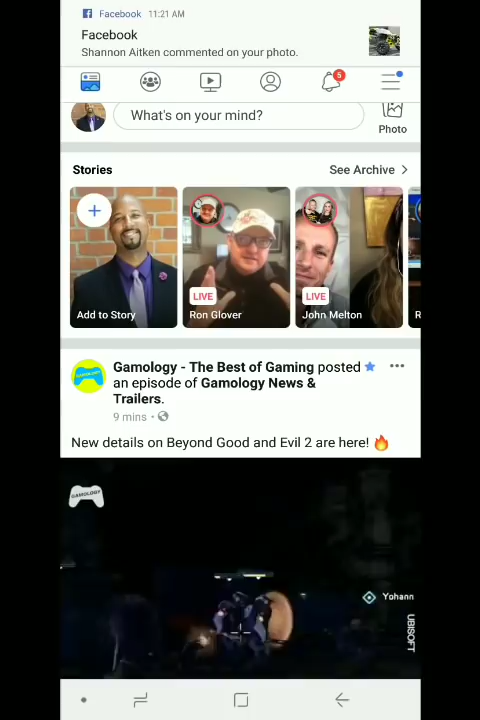 Facebook 11:21 AM
Facebook
Shannon Aitken commented on your photo.
5
What's on your mind?
Photo
Stories
See Archive
Add to Story
LIVE
Ron Glover
LIVE
John Melton
R
Gamology - The Best of Gaming posted
an episode of Gamology News &
Trailers.
9 mins
New details on Beyond Good and Evil 2 are here! 🔥
GAMOLOGY
Yohann
UBISOFT